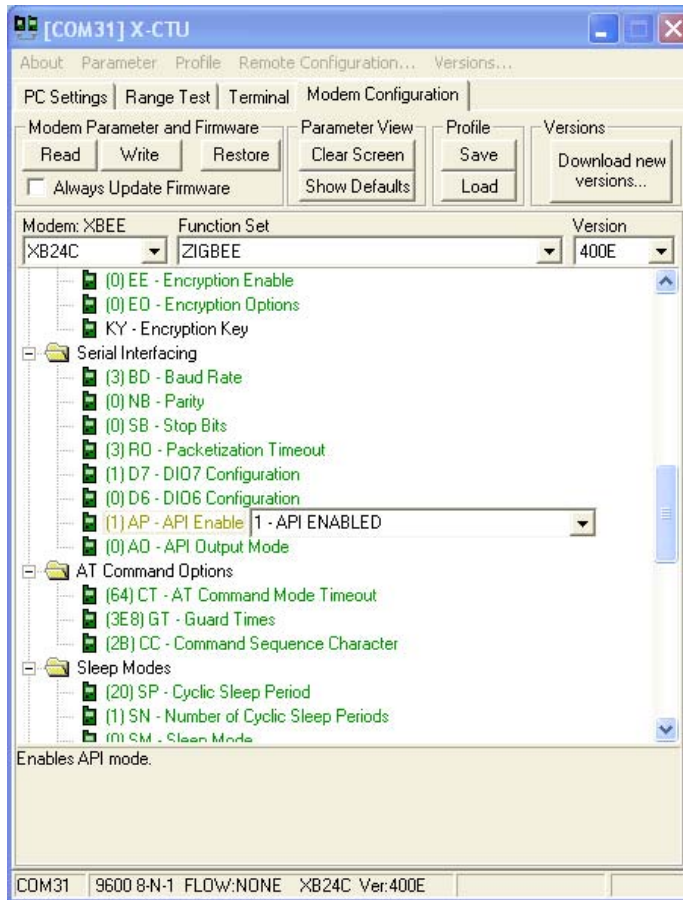 [COM31] X-CTU
About Parameter Profile Remote Configuration... Versions...
PC Settings Range Test Terminal Modem Configuration
Modem Parameter and Firmware Parameter View Profile Versions
Read Write Restore Clear Screen Save Download new versions...
Always Update Firmware Show Defaults Load
Modem: XBEE Function Set Version
XB24C ZIGBEE 400E
(0) EE - Encryption Enable
(0) EO - Encryption Options
KY - Encryption Key
Serial Interfacing
(3) BD - Baud Rate
(0) NB - Parity
(0) SB - Stop Bits
(3) RO - Packetization Timeout
(1) D7 - DIO7 Configuration
(0) D6 - DIO6 Configuration
(1) AP - API Enable 1 - API ENABLED
(0) AO - API Output Mode
AT Command Options
(64) CT - AT Command Mode Timeout
(3E8) GT - Guard Times
(2B) CC - Command Sequence Character
Sleep Modes
(20) SP - Cyclic Sleep Period
(1) SN - Number of Cyclic Sleep Periods
(0) SM - Sleep Mode
Enables API mode.
COM31 9600 8-N-1 FLOW:NONE XB24C Ver:400E